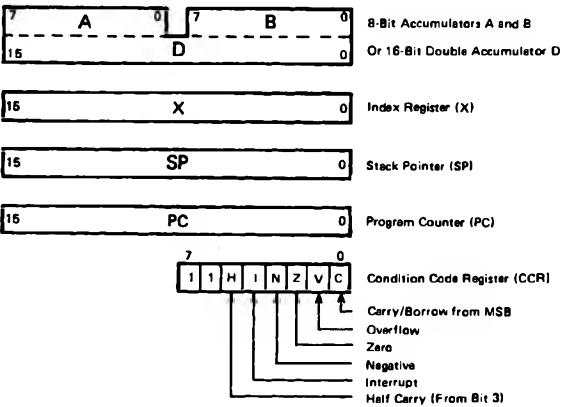 7 A 0 7 B 0 8-Bit Accumulators A and B
15 D 0 Or 16-Bit Double Accumulator D
15 X 0 Index Register (X)
15 SP 0 Stack Pointer (SP)
15 PC 0 Program Counter (PC)
7 0
1 1 H I N Z V C Condition Code Register (CCR)
Carry/Borrow from MSB
Overflow
Zero
Negative
Interrupt
Half Carry (From Bit 3)